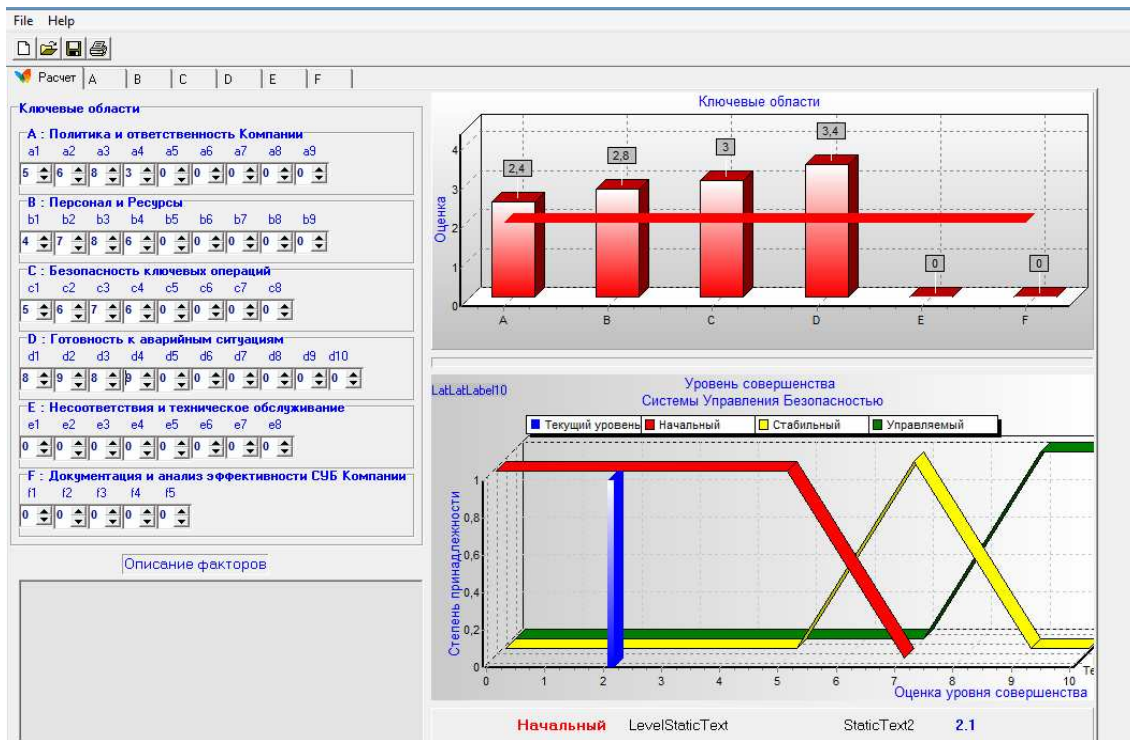 File Help
Расчет A B C D E F
Ключевые области
A : Политика и ответственность Компании
a1 a2 a3 a4 a5 a6 a7 a8 a9
5 6 8 3 0 0 0 0 0
B : Персонал и Ресурсы
b1 b2 b3 b4 b5 b6 b7 b8 b9
4 7 8 6 0 0 0 0 0
C : Безопасность ключевых операций
c1 c2 c3 c4 c5 c6 c7 c8
5 6 7 6 0 0 0 0
D : Готовность к аварийным ситуациям
d1 d2 d3 d4 d5 d6 d7 d8 d9 d10
8 9 8 9 0 0 0 0 0 0
E : Несоответствия и техническое обслуживание
e1 e2 e3 e4 e5 e6 e7 e8
0 0 0 0 0 0 0 0
F : Документация и анализ эффективности СУБ Компании
f1 f2 f3 f4 f5
0 0 0 0 0
Описание факторов
Ключевые области
Оценка
4
3
2
1
0
2,4 2,8 3 3,4 0 0
A B C D E F
LatLatLabel10
Уровень совершенства
Системы Управления Безопасностью
Текущий уровень Начальный Стабильный Управляемый
Степень принадлежности
1
0,8
0,6
0,4
0,2
0
0 1 2 3 4 5 6 7 8 9 10
Те
Оценка уровня совершенства
Начальный LevelStaticText StaticText2 2.1